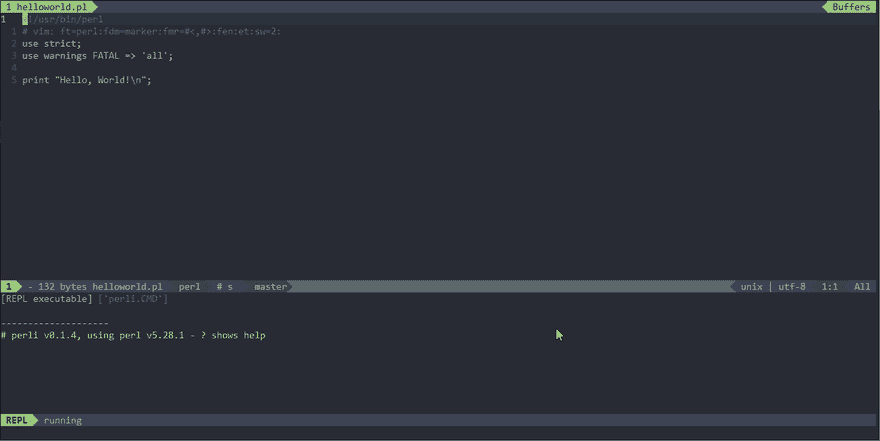 1 helloworld.pl Buffers
1 #!/usr/bin/perl
1 # vim: ft=perl:fdm=marker:fmr=#<,#>:fen:et:sw=2:
2 use strict;
3 use warnings FATAL => 'all';
4
5 print "Hello, World!\n";
1 - 132 bytes helloworld.pl perl # s master unix | utf-8 1:1 All
[REPL executable] ['perli.CMD']
--------------------
# perli v0.1.4, using perl v5.28.1 - ? shows help
REPL running